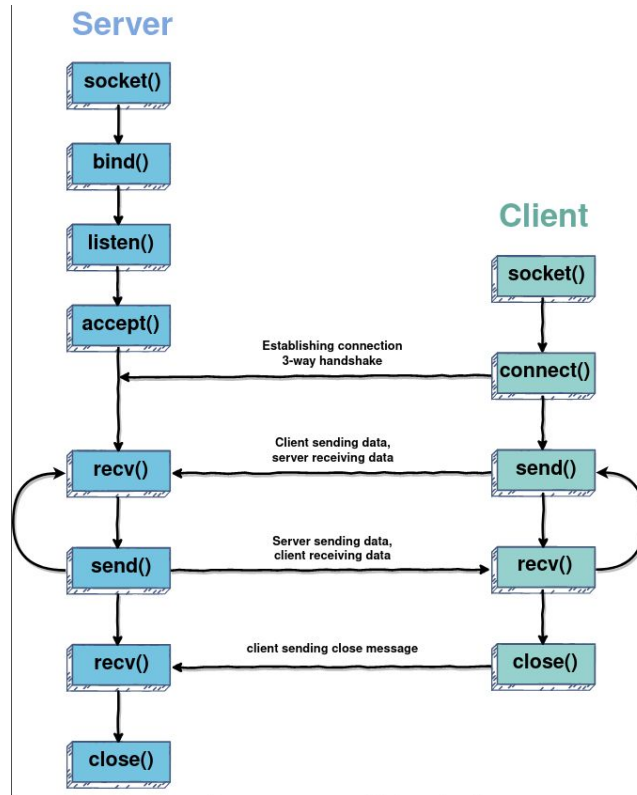 Server
socket()
bind()
listen()
Client
socket()
accept()
Establishing connection
3-way handshake
connect()
Client sending data,
server receiving data
recv()
send()
Server sending data,
client receiving data
send()
recv()
client sending close message
recv()
close()
close()